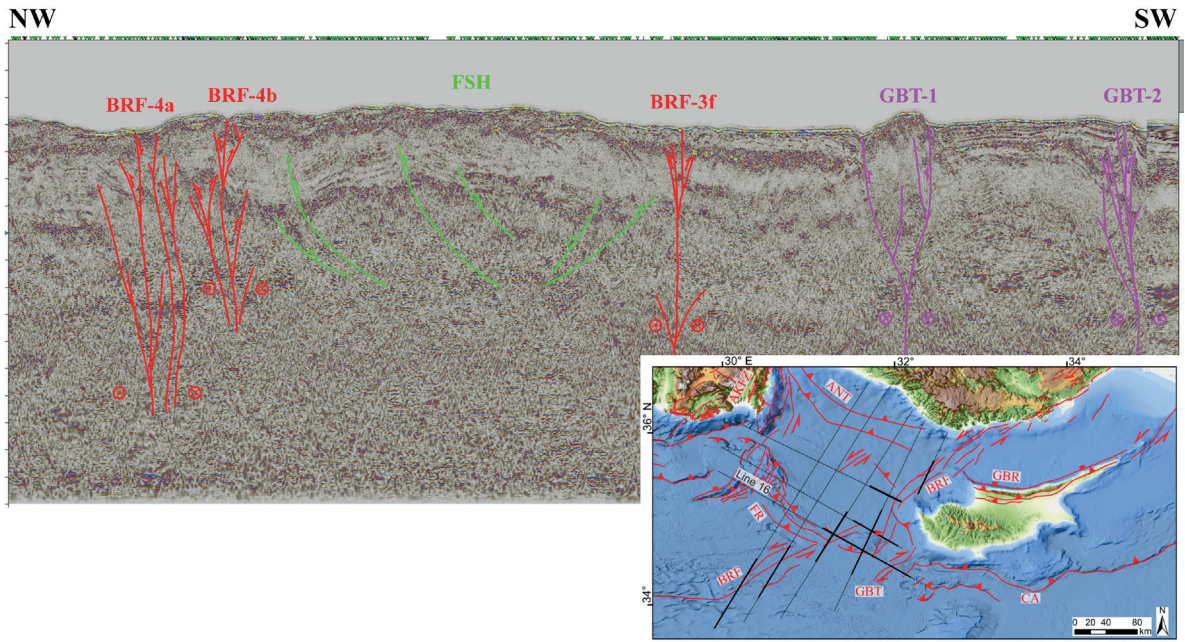 NW
SW
BRF-4a
BRF-4b
FSH
BRF-3f
GBT-1
GBT-2
30° E
32°
34°
36° N
34°
ANT
Line 16
FR
BRF
GBR
BRF
GBT
CA
0 20 40 80
km
N